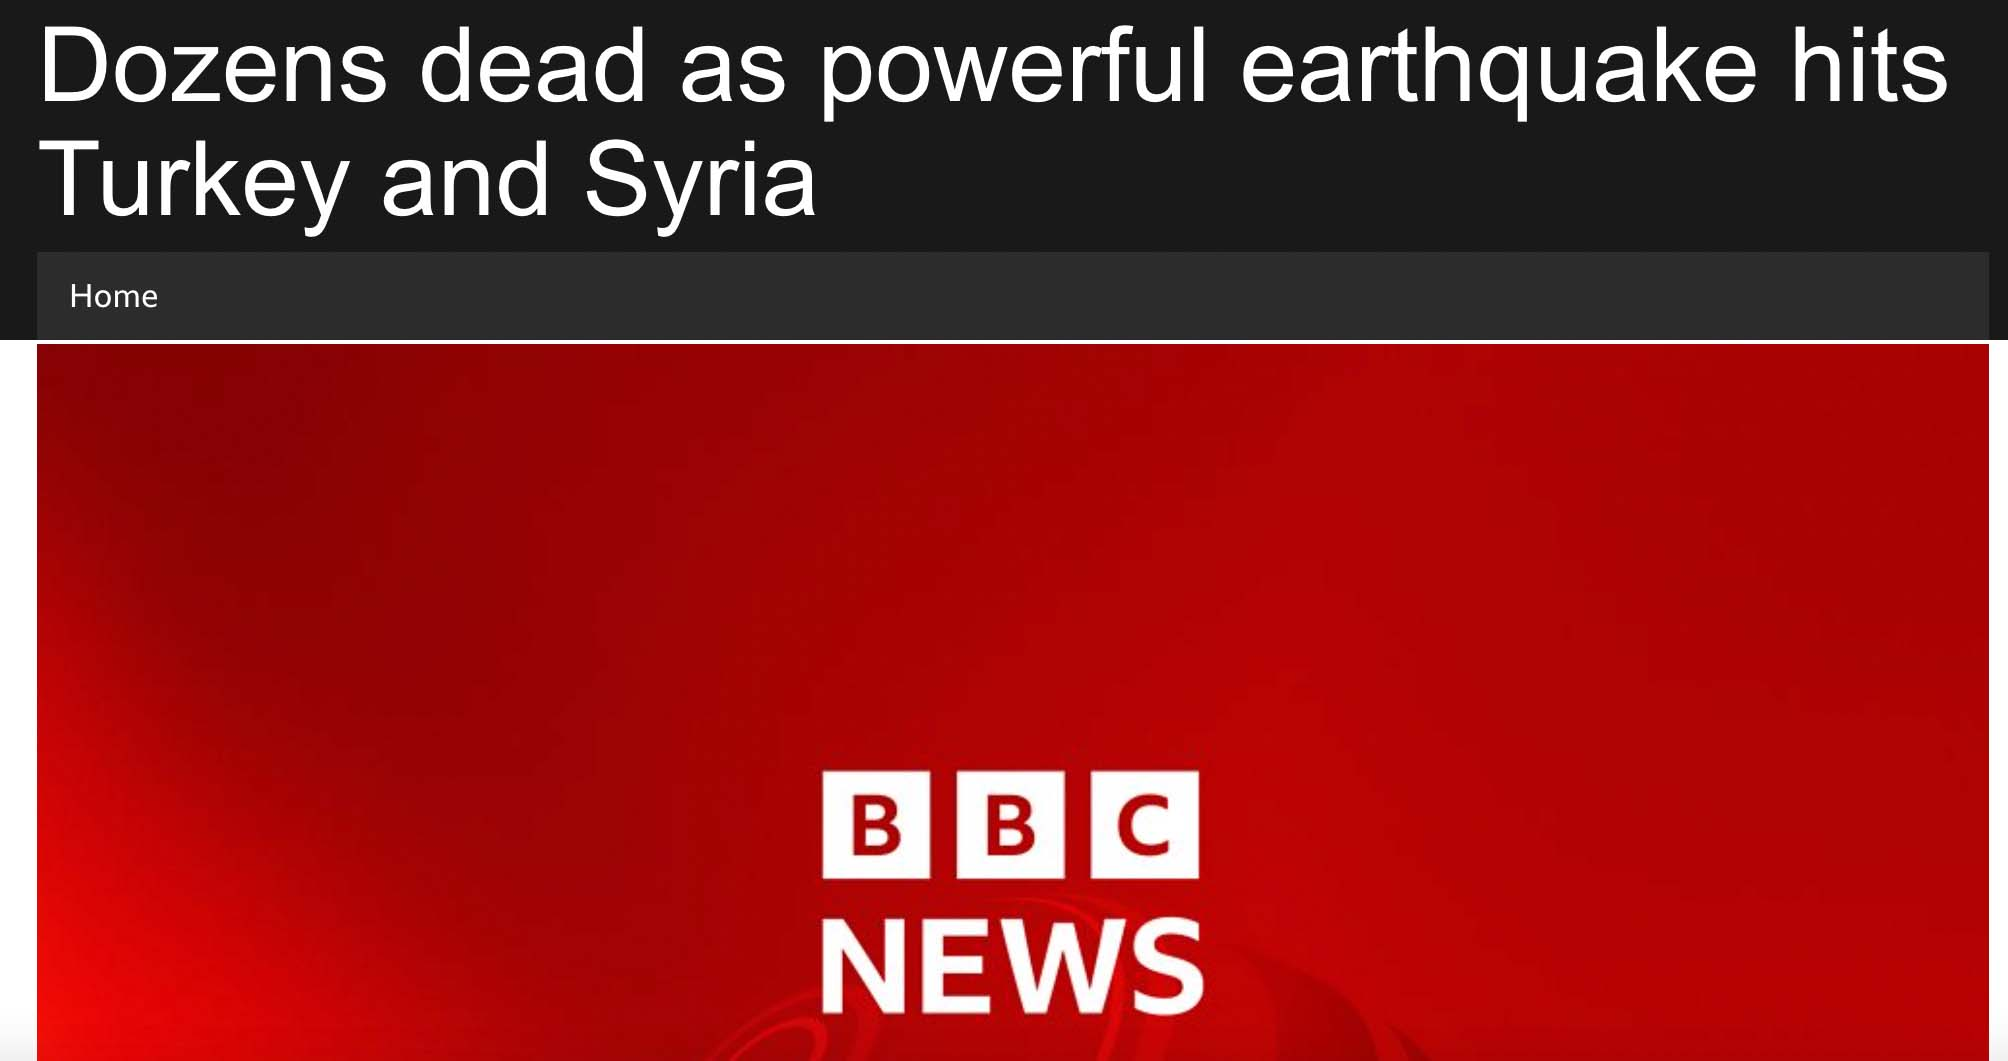 Dozens dead as powerful earthquake hits
Turkey and Syria
Home
BBC
NEWS